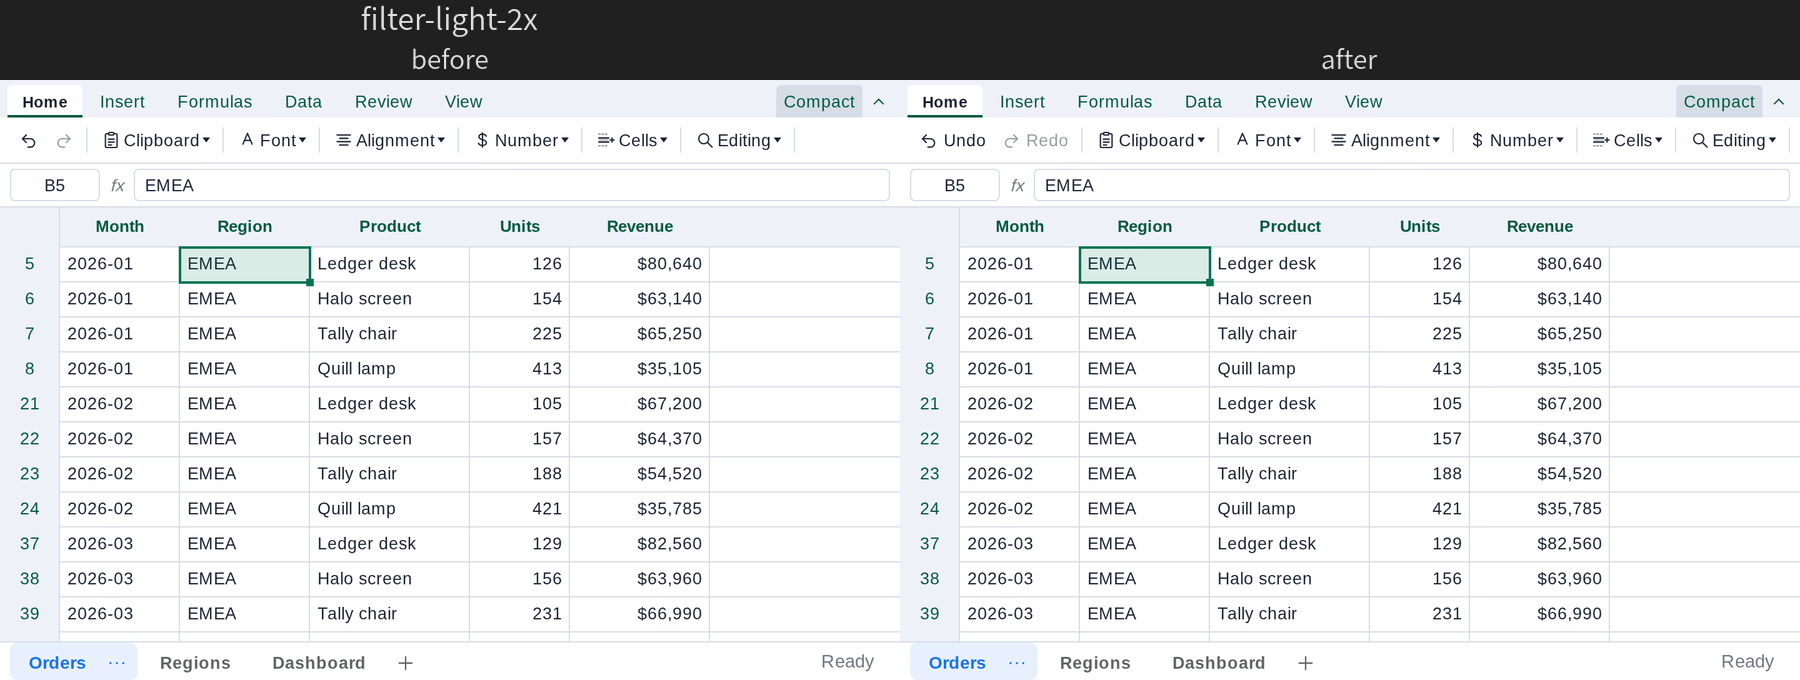 filter-light-2x
before
after
Home Insert Formulas Data Review View Compact
Clipboard Font Alignment $ Number Cells Editing
B5 fx EMEA
Month Region Product Units Revenue
5 2026-01 EMEA Ledger desk 126 $80,640
6 2026-01 EMEA Halo screen 154 $63,140
7 2026-01 EMEA Tally chair 225 $65,250
8 2026-01 EMEA Quill lamp 413 $35,105
21 2026-02 EMEA Ledger desk 105 $67,200
22 2026-02 EMEA Halo screen 157 $64,370
23 2026-02 EMEA Tally chair 188 $54,520
24 2026-02 EMEA Quill lamp 421 $35,785
37 2026-03 EMEA Ledger desk 129 $82,560
38 2026-03 EMEA Halo screen 156 $63,960
39 2026-03 EMEA Tally chair 231 $66,990
Orders ··· Regions Dashboard + Ready
Home Insert Formulas Data Review View Compact
Undo Redo Clipboard A Font Alignment $ Number Cells Editing
B5 fx EMEA
Month Region Product Units Revenue
5 2026-01 EMEA Ledger desk 126 $80,640
6 2026-01 EMEA Halo screen 154 $63,140
7 2026-01 EMEA Tally chair 225 $65,250
8 2026-01 EMEA Quill lamp 413 $35,105
21 2026-02 EMEA Ledger desk 105 $67,200
22 2026-02 EMEA Halo screen 157 $64,370
23 2026-02 EMEA Tally chair 188 $54,520
24 2026-02 EMEA Quill lamp 421 $35,785
37 2026-03 EMEA Ledger desk 129 $82,560
38 2026-03 EMEA Halo screen 156 $63,960
39 2026-03 EMEA Tally chair 231 $66,990
Orders ··· Regions Dashboard + Ready